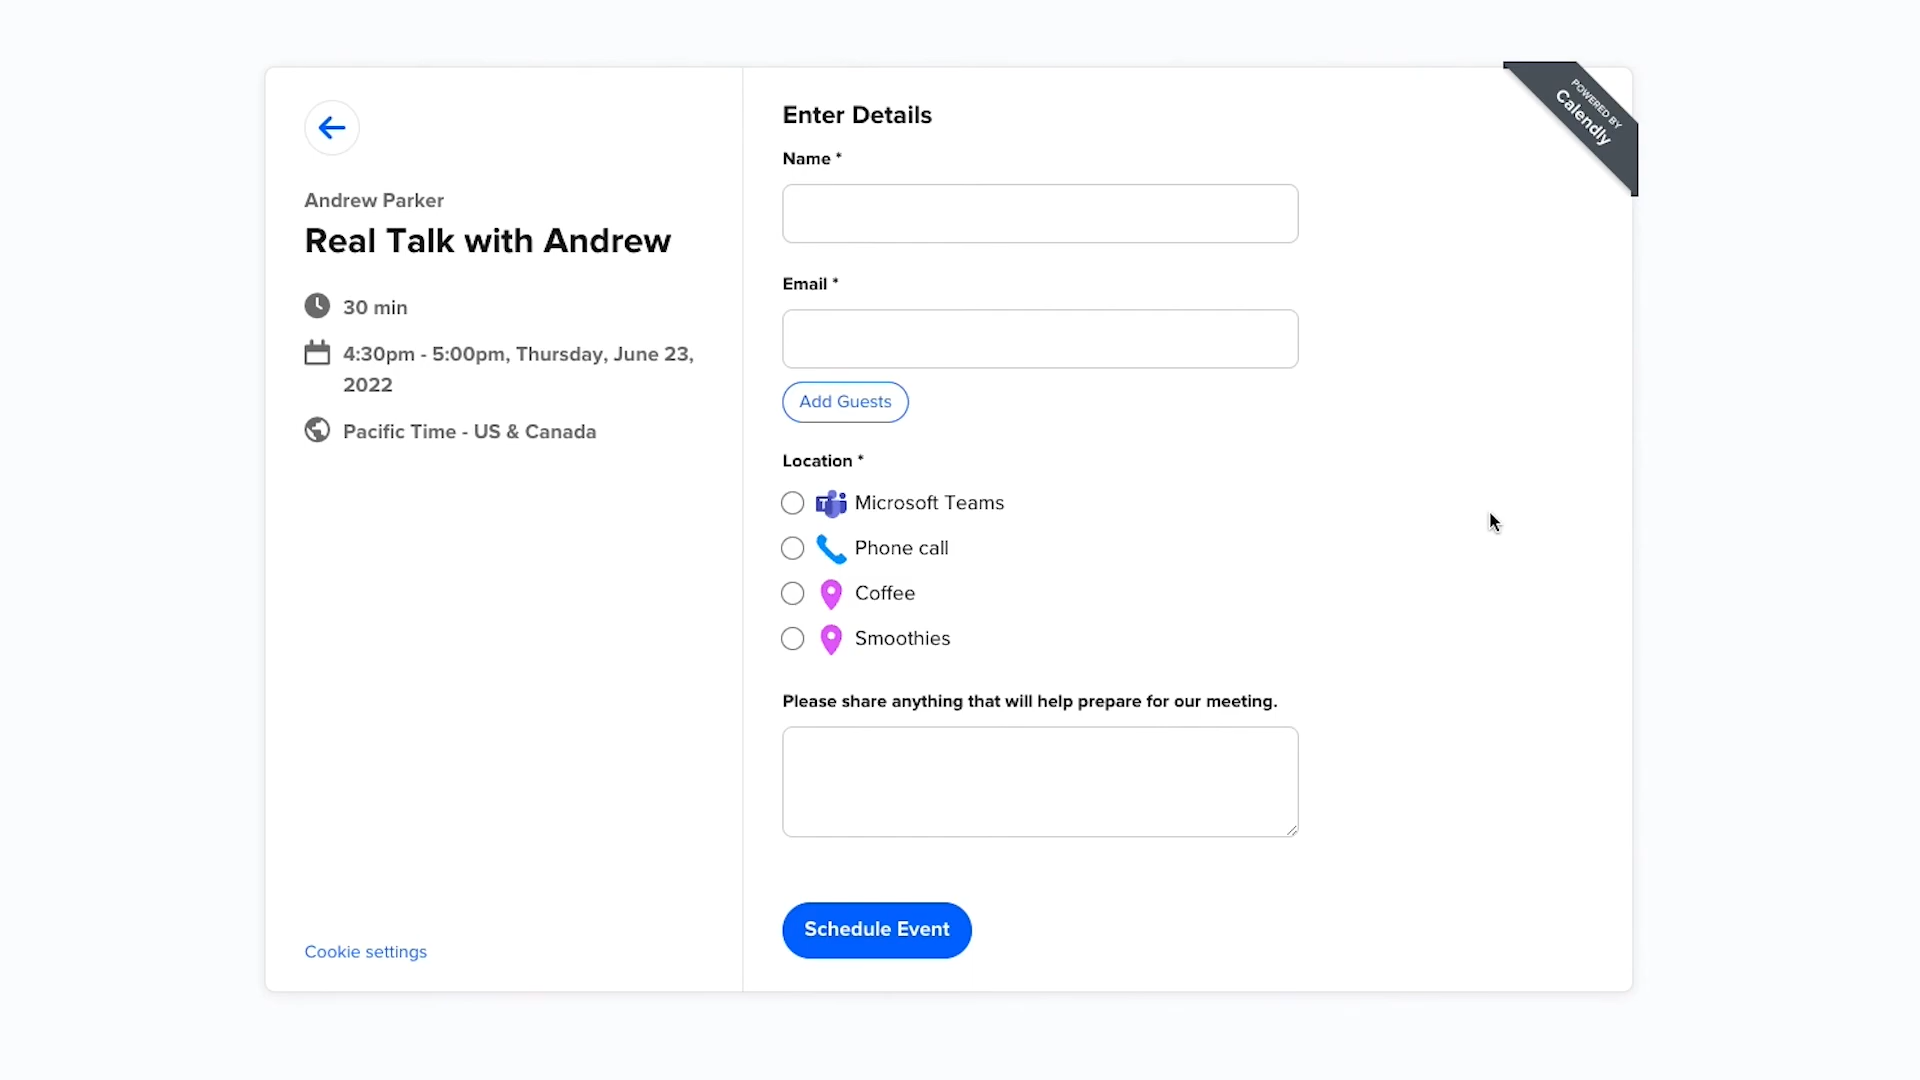 POWERED BY
Calendly
Andrew Parker
Real Talk with Andrew
30 min
4:30pm - 5:00pm, Thursday, June 23,
2022
Pacific Time - US & Canada
Cookie settings
Enter Details
Name *
Email *
Add Guests
Location *
Microsoft Teams
Phone call
Coffee
Smoothies
Please share anything that will help prepare for our meeting.
Schedule Event